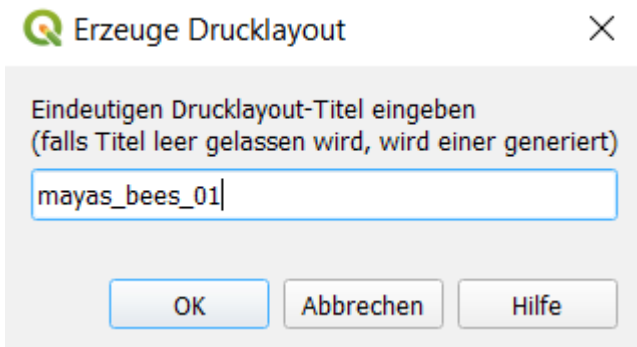 Erzeuge Drucklayout
Eindeutigen Drucklayout-Titel eingeben
(falls Titel leer gelassen wird, wird einer generiert)
mayas_bees_01
OK Abbrechen Hilfe